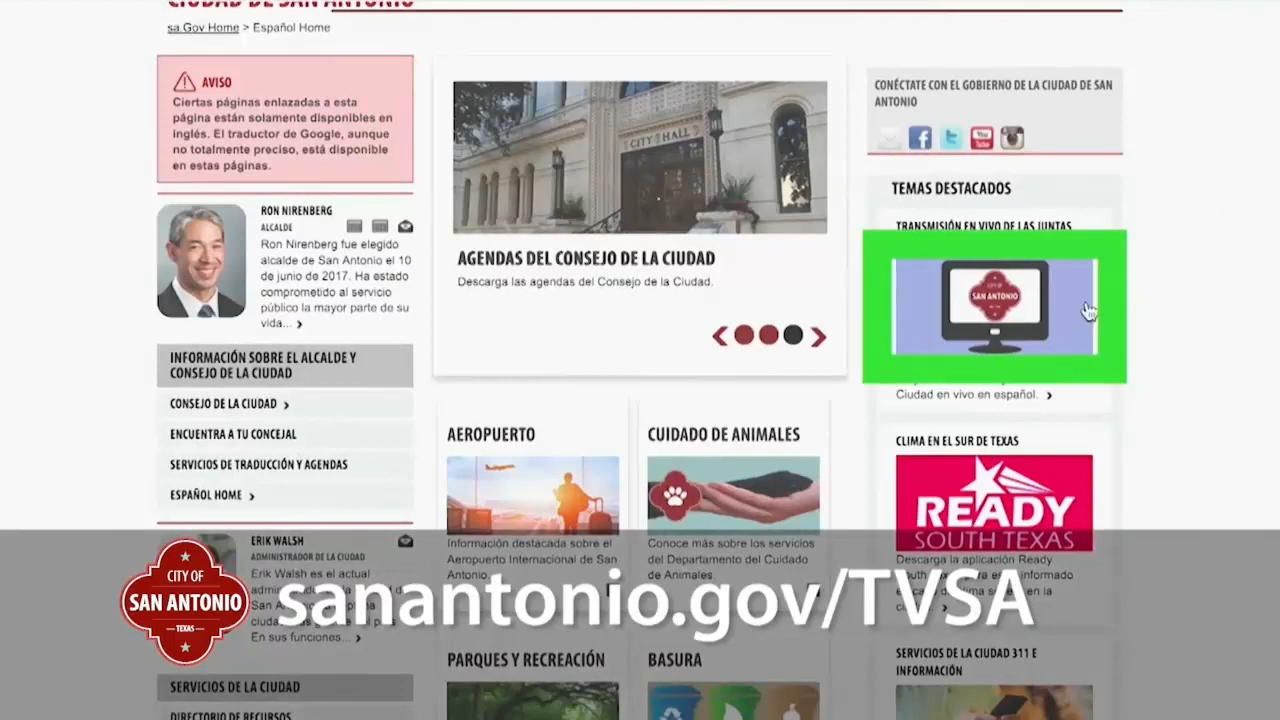 CIUDAD DE SAN ANTONIO
sa.Gov Home > Español Home
AVISO
Ciertas páginas enlazadas a esta
página están solamente disponibles en
inglés. El traductor de Google, aunque
no totalmente preciso, está disponible
en estas páginas.
RON NIRENBERG
ALCALDE
Ron Nirenberg fue elegido
alcalde de San Antonio el 10
de junio de 2017. Ha estado
comprometido al servicio
público la mayor parte de su
vida...
INFORMACIÓN SOBRE EL ALCALDE Y
CONSEJO DE LA CIUDAD
CONSEJO DE LA CIUDAD
ENCUENTRA A TU CONCEJAL
SERVICIOS DE TRADUCCIÓN Y AGENDAS
ESPAÑOL HOME
ERIK WALSH
ADMINISTRADOR DE LA CIUDAD
Erik Walsh es el actual
En sus funciones...
SERVICIOS DE LA CIUDAD
DIRECTORIO DE RECURSOS
CITY HALL
AGENDAS DEL CONSEJO DE LA CIUDAD
Descarga las agendas del Consejo de la Ciudad.
AEROPUERTO
Información destacada sobre el
Aeropuerto Internacional de San
Antonio.
CUIDADO DE ANIMALES
Conoce más sobre los servicios
del Departamento del Cuidado
de Animales.
PARQUES Y RECREACIÓN
BASURA
CONÉCTATE CON EL GOBIERNO DE LA CIUDAD DE SAN
ANTONIO
You
Tube
TEMAS DESTACADOS
TRANSMISIÓN EN VIVO DE LAS JUNTAS
CITY OF
SAN ANTONIO
Ciudad en vivo en español.
CLIMA EN EL SUR DE TEXAS
READY
SOUTH TEXAS
Descarga la aplicación Ready
SERVICIOS DE LA CIUDAD 311 E
INFORMACIÓN
CITY OF
SAN ANTONIO
TEXAS
sanantonio.gov/TVSA